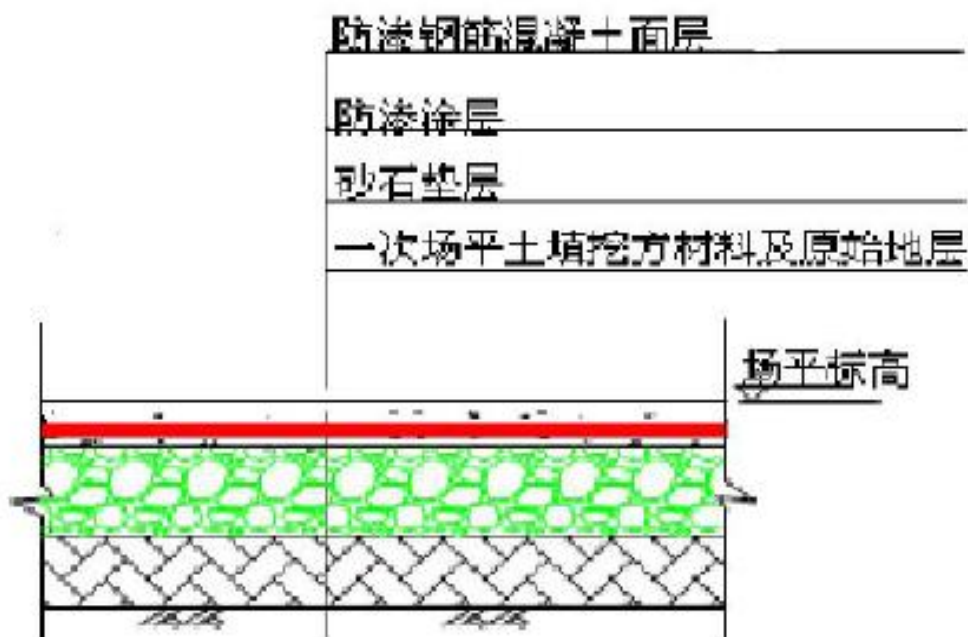 防渗钢筋混凝土面层
防渗涂层
砂石垫层
一次场平土填挖方材料及原始地层
场平标高